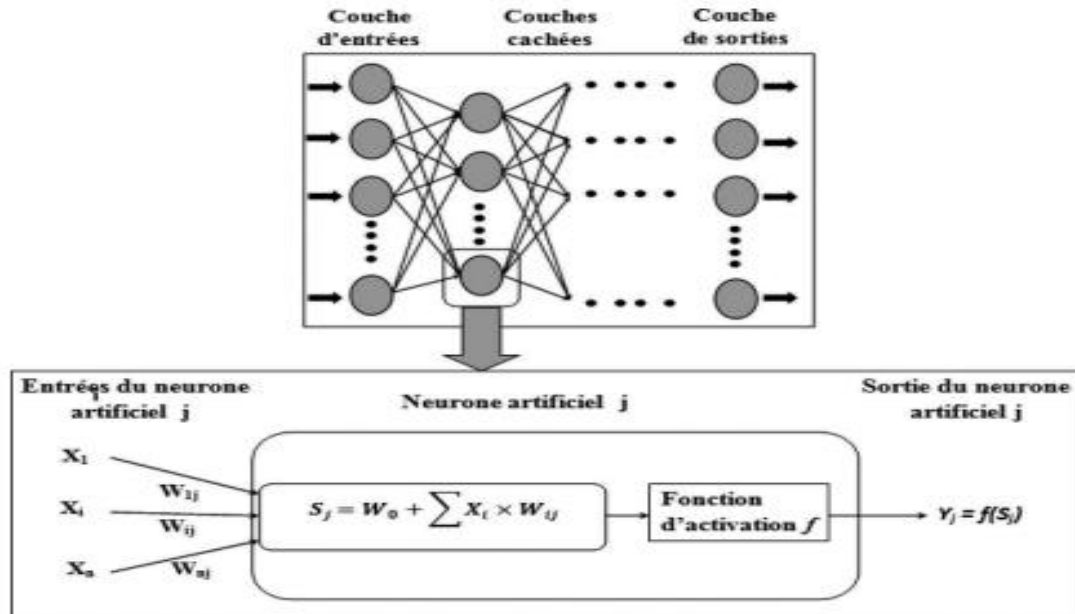 Couche
d'entrées
Couches
cachées
Couche
de sorties
Entrées du neurone
artificiel j
Neurone artificiel j
Sortie du neurone
artificiel j
X₁
W₁ⱼ
Xᵢ
Wᵢⱼ
Xₙ
Wₙⱼ
Sⱼ = W₀ + ∑ Xᵢ × Wᵢⱼ
Fonction
d'activation f
Yⱼ = f(Sⱼ)